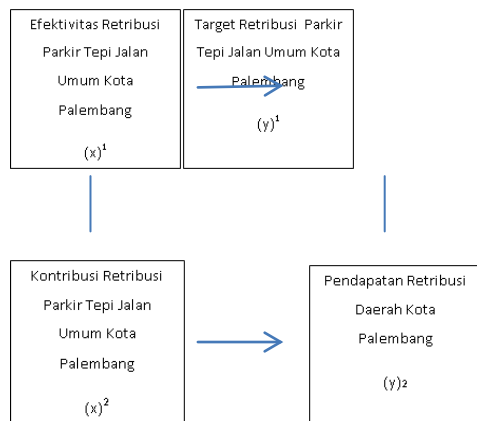 Efektivitas Retribusi
Parkir Tepi Jalan
Umum Kota
Palembang
(x)¹
Target Retribusi Parkir
Tepi Jalan Umum Kota
Palembang
(y)¹
Kontribusi Retribusi
Parkir Tepi Jalan
Umum Kota
Palembang
(x)²
Pendapatan Retribusi
Daerah Kota
Palembang
(y)₂